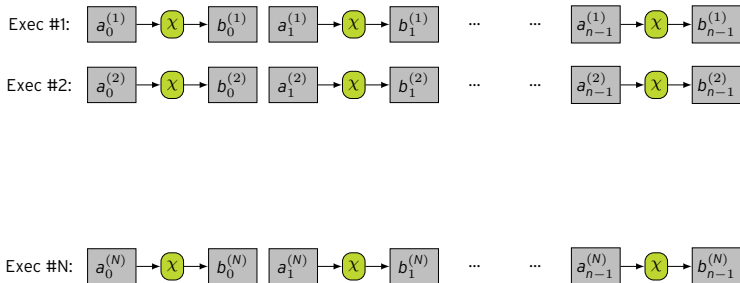 Exec #1: a_0^{(1)} χ b_0^{(1)} a_1^{(1)} χ b_1^{(1)} ... ... a_{n-1}^{(1)} χ b_{n-1}^{(1)}
Exec #2: a_0^{(2)} χ b_0^{(2)} a_1^{(2)} χ b_1^{(2)} ... ... a_{n-1}^{(2)} χ b_{n-1}^{(2)}
Exec #N: a_0^{(N)} χ b_0^{(N)} a_1^{(N)} χ b_1^{(N)} ... ... a_{n-1}^{(N)} χ b_{n-1}^{(N)}